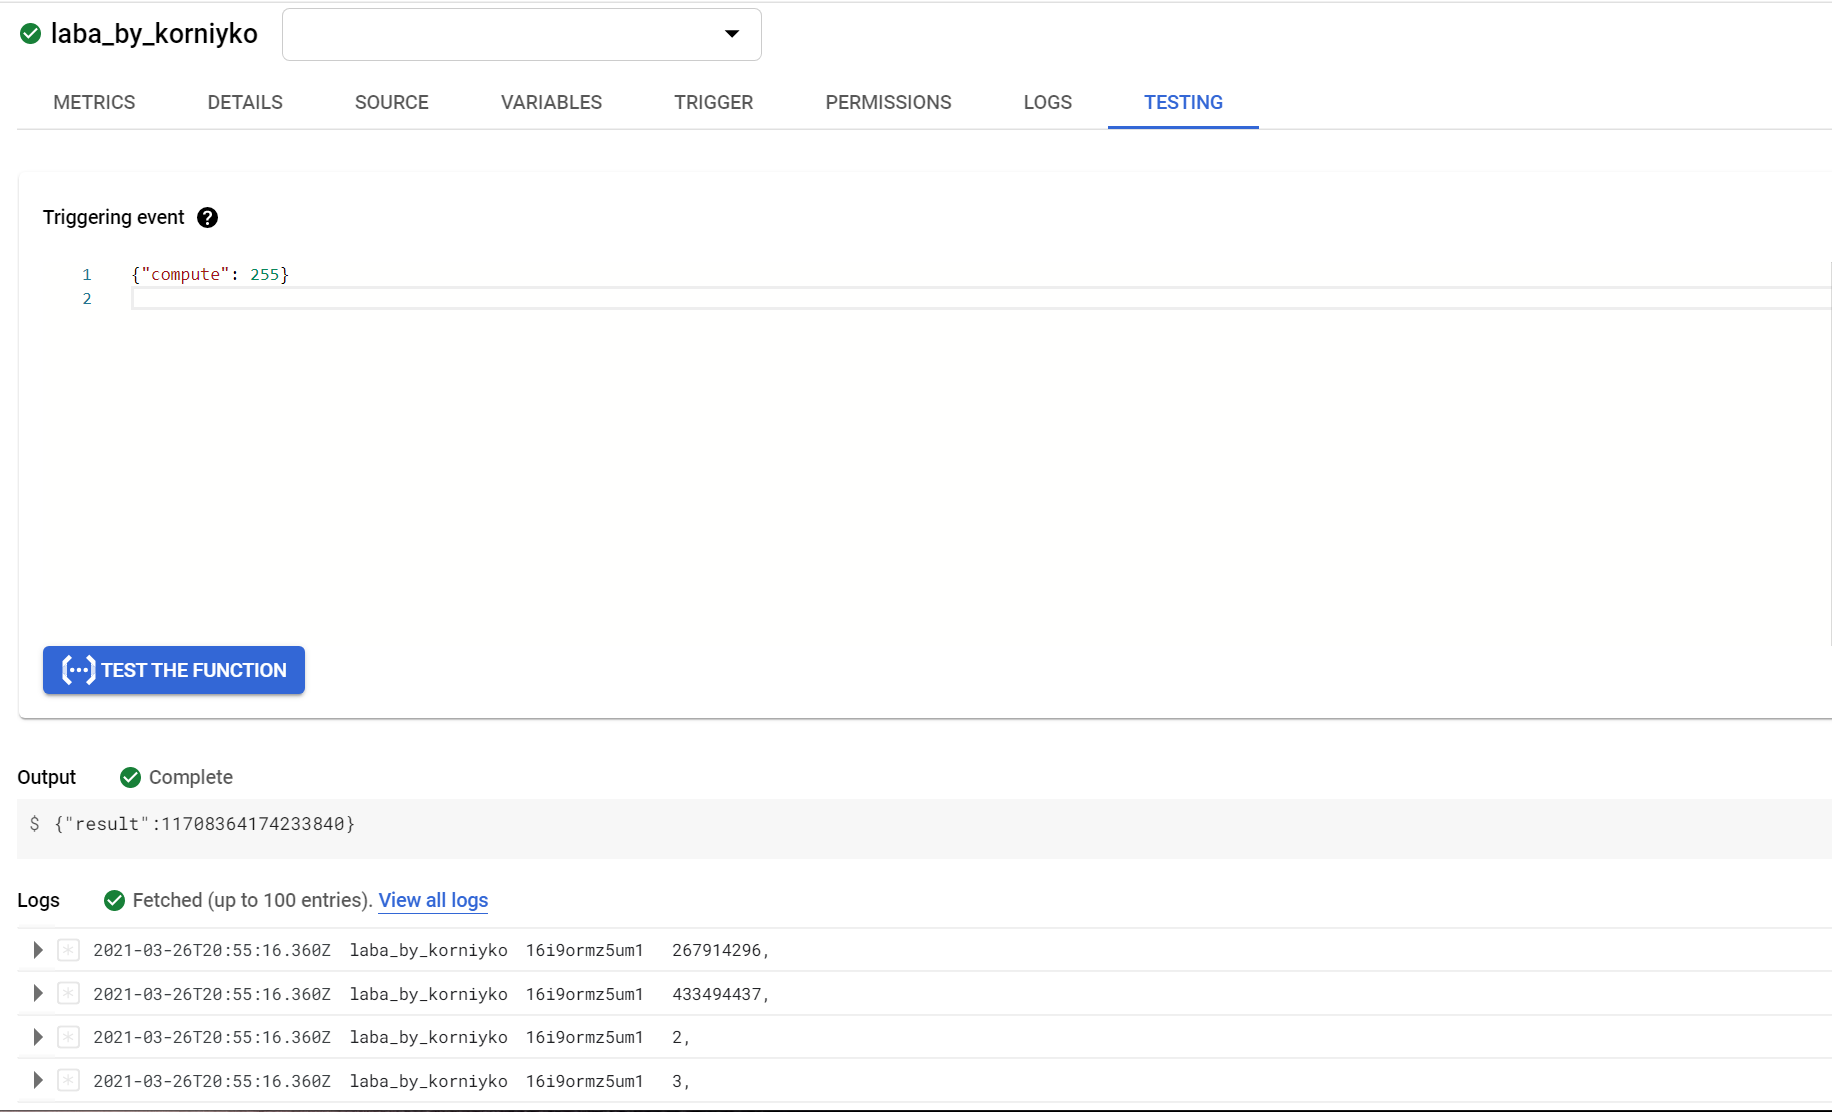 laba_by_korniyko
METRICS DETAILS SOURCE VARIABLES TRIGGER PERMISSIONS LOGS TESTING
Triggering event ?
1 {"compute": 255}
2
TEST THE FUNCTION
Output Complete
$ {"result":11708364174233840}
Logs Fetched (up to 100 entries). View all logs
2021-03-26T20:55:16.360Z laba_by_korniyko 16i9ormz5um1 267914296,
2021-03-26T20:55:16.360Z laba_by_korniyko 16i9ormz5um1 433494437,
2021-03-26T20:55:16.360Z laba_by_korniyko 16i9ormz5um1 2,
2021-03-26T20:55:16.360Z laba_by_korniyko 16i9ormz5um1 3,